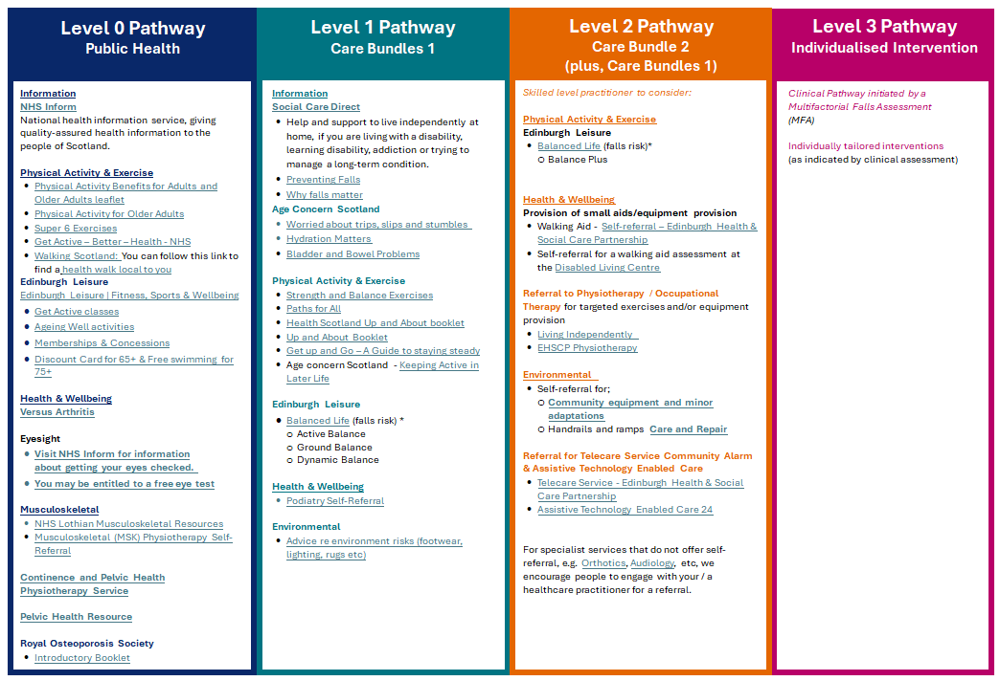 Level 0 Pathway
Public Health
Information
NHS Inform
National health information service, giving
quality-assured health information to the
people of Scotland.
Physical Activity & Exercise
• Physical Activity Benefits for Adults and
Older Adults leaflet
• Physical Activity for Older Adults
• Super 6 Exercises
• Get Active – Better – Health - NHS
• Walking Scotland: You can follow this link to
find a health walk local to you
Edinburgh Leisure
Edinburgh Leisure | Fitness, Sports & Wellbeing
• Get Active classes
• Ageing Well activities
• Memberships & Concessions
• Discount Card for 65+ & Free swimming for
75+
Health & Wellbeing
Versus Arthritis
Eyesight
• Visit NHS Inform for information
about getting your eyes checked.
• You may be entitled to a free eye test
Musculoskeletal
• NHS Lothian Musculoskeletal Resources
• Musculoskeletal (MSK) Physiotherapy Self-
Referral
Continence and Pelvic Health
Physiotherapy Service
Pelvic Health Resource
Royal Osteoporosis Society
• Introductory Booklet
Level 1 Pathway
Care Bundles 1
Information
Social Care Direct
• Help and support to live independently at
home, if you are living with a disability,
learning disability, addiction or trying to
manage a long-term condition.
• Preventing Falls
• Why falls matter
Age Concern Scotland
• Worried about trips, slips and stumbles
• Hydration Matters
• Bladder and Bowel Problems
Physical Activity & Exercise
• Strength and Balance Exercises
• Paths for All
• Health Scotland Up and About booklet
• Up and About Booklet
• Get up and Go – A Guide to staying steady
• Age concern Scotland - Keeping Active in
Later Life
Edinburgh Leisure
• Balanced Life (falls risk) *
○ Active Balance
○ Ground Balance
○ Dynamic Balance
Health & Wellbeing
• Podiatry Self-Referral
Environmental
• Advice re environment risks (footwear,
lighting, rugs etc)
Level 2 Pathway
Care Bundle 2
(plus, Care Bundles 1)
Skilled level practitioner to consider:
Physical Activity & Exercise
Edinburgh Leisure
• Balanced Life (falls risk)*
○ Balance Plus
Health & Wellbeing
Provision of small aids/equipment provision
• Walking Aid - Self-referral – Edinburgh Health &
Social Care Partnership
• Self-referral for a walking aid assessment at
the Disabled Living Centre
Referral to Physiotherapy / Occupational
Therapy for targeted exercises and/or equipment
provision
• Living Independently
• EHSCP Physiotherapy
Environmental
• Self-referral for;
○ Community equipment and minor
adaptations
○ Handrails and ramps Care and Repair
Referral for Telecare Service Community Alarm
& Assistive Technology Enabled Care
• Telecare Service - Edinburgh Health & Social
Care Partnership
• Assistive Technology Enabled Care 24
For specialist services that do not offer self-
referral, e.g. Orthotics, Audiology, etc, we
encourage people to engage with your / a
healthcare practitioner for a referral.
Level 3 Pathway
Individualised Intervention
Clinical Pathway initiated by a
Multifactorial Falls Assessment
(MFA)
Individually tailored interventions
(as indicated by clinical assessment)